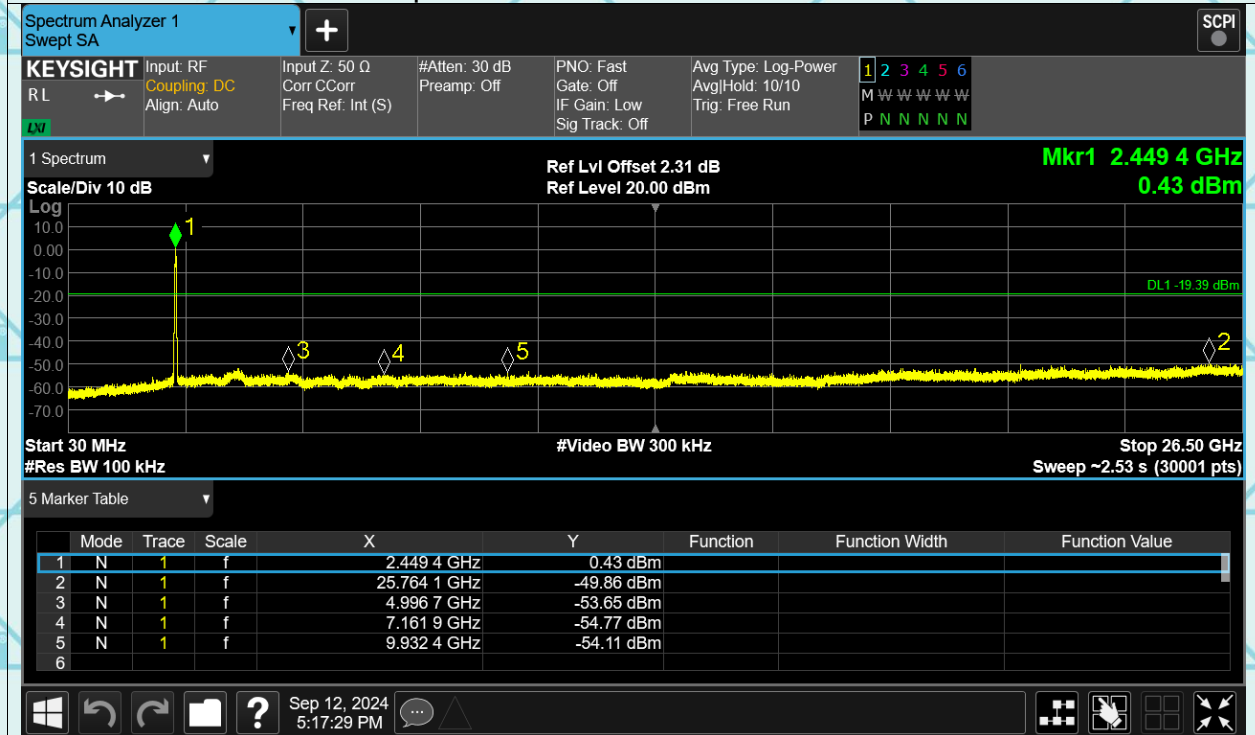 Spectrum Analyzer 1
Swept SA
+
SCPI
KEYSIGHT
RL
LXI
Input: RF
Coupling: DC
Align: Auto
Input Z: 50 Ω
Corr CCorr
Freq Ref: Int (S)
#Atten: 30 dB
Preamp: Off
PNO: Fast
Gate: Off
IF Gain: Low
Sig Track: Off
Avg Type: Log-Power
Avg|Hold: 10/10
Trig: Free Run
1 2 3 4 5 6
M W W W W W W
P N N N N N N
1 Spectrum
Scale/Div 10 dB
Ref Lvl Offset 2.31 dB
Ref Level 20.00 dBm
Mkr1 2.449 4 GHz
0.43 dBm
Log
10.0
0.00
-10.0
-20.0
-30.0
-40.0
-50.0
-60.0
-70.0
1
DL1 -19.39 dBm
3
4
5
2
Start 30 MHz
#Video BW 300 kHz
Stop 26.50 GHz
#Res BW 100 kHz
Sweep ~2.53 s (30001 pts)
5 Marker Table
Mode Trace Scale X Y Function Function Width Function Value
1 N 1 f 2.449 4 GHz 0.43 dBm
2 N 1 f 25.764 1 GHz -49.86 dBm
3 N 1 f 4.996 7 GHz -53.65 dBm
4 N 1 f 7.161 9 GHz -54.77 dBm
5 N 1 f 9.932 4 GHz -54.11 dBm
6
?
Sep 12, 2024
5:17:29 PM